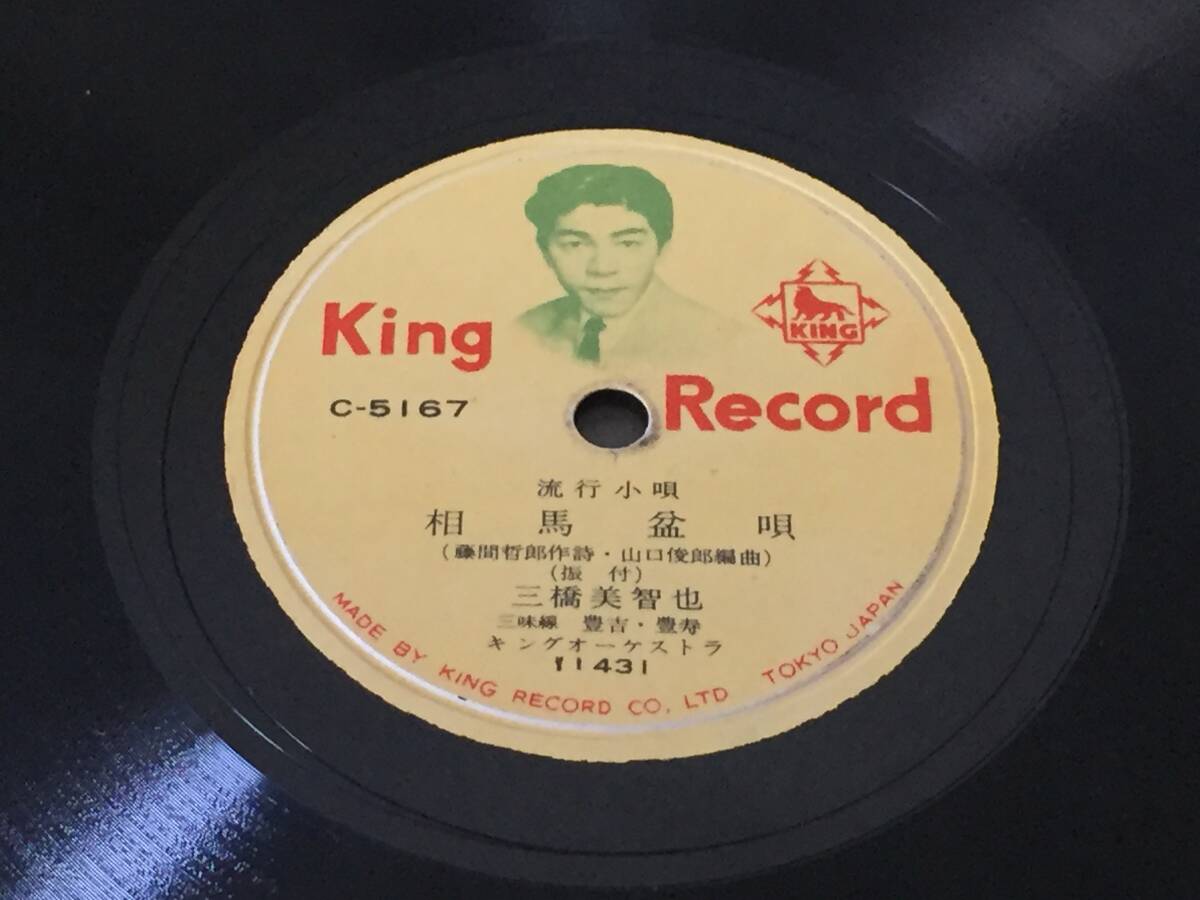 King
KING
Record
C-5167
流行小唄
相馬盆唄
(藤間哲郎作詩・山口俊郎編曲)
(振付)
三橋美智也
三味線 豊吉・豊寿
キングオーケストラ
Y1431
MADE BY KING RECORD CO, LTD TOKYO JAPAN